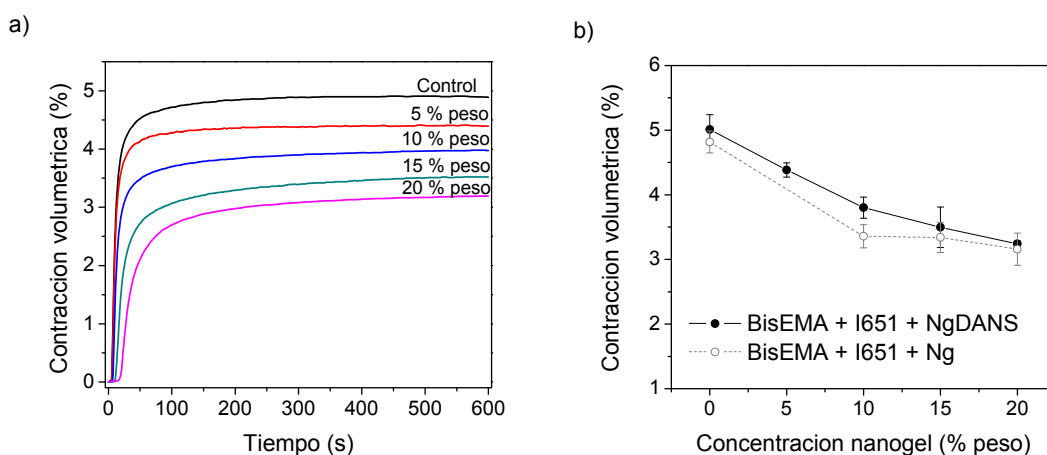 a)
Contraccion volumetrica (%)
5
4
3
2
1
0
Control
5 % peso
10 % peso
15 % peso
20 % peso
0 100 200 300 400 500 600
Tiempo (s)
b)
Contraccion volumétrica (%)
6
5
4
3
2
1
BisEMA + I651 + NgDANS
BisEMA + I651 + Ng
0 5 10 15 20
Concentracion nanogel (% peso)